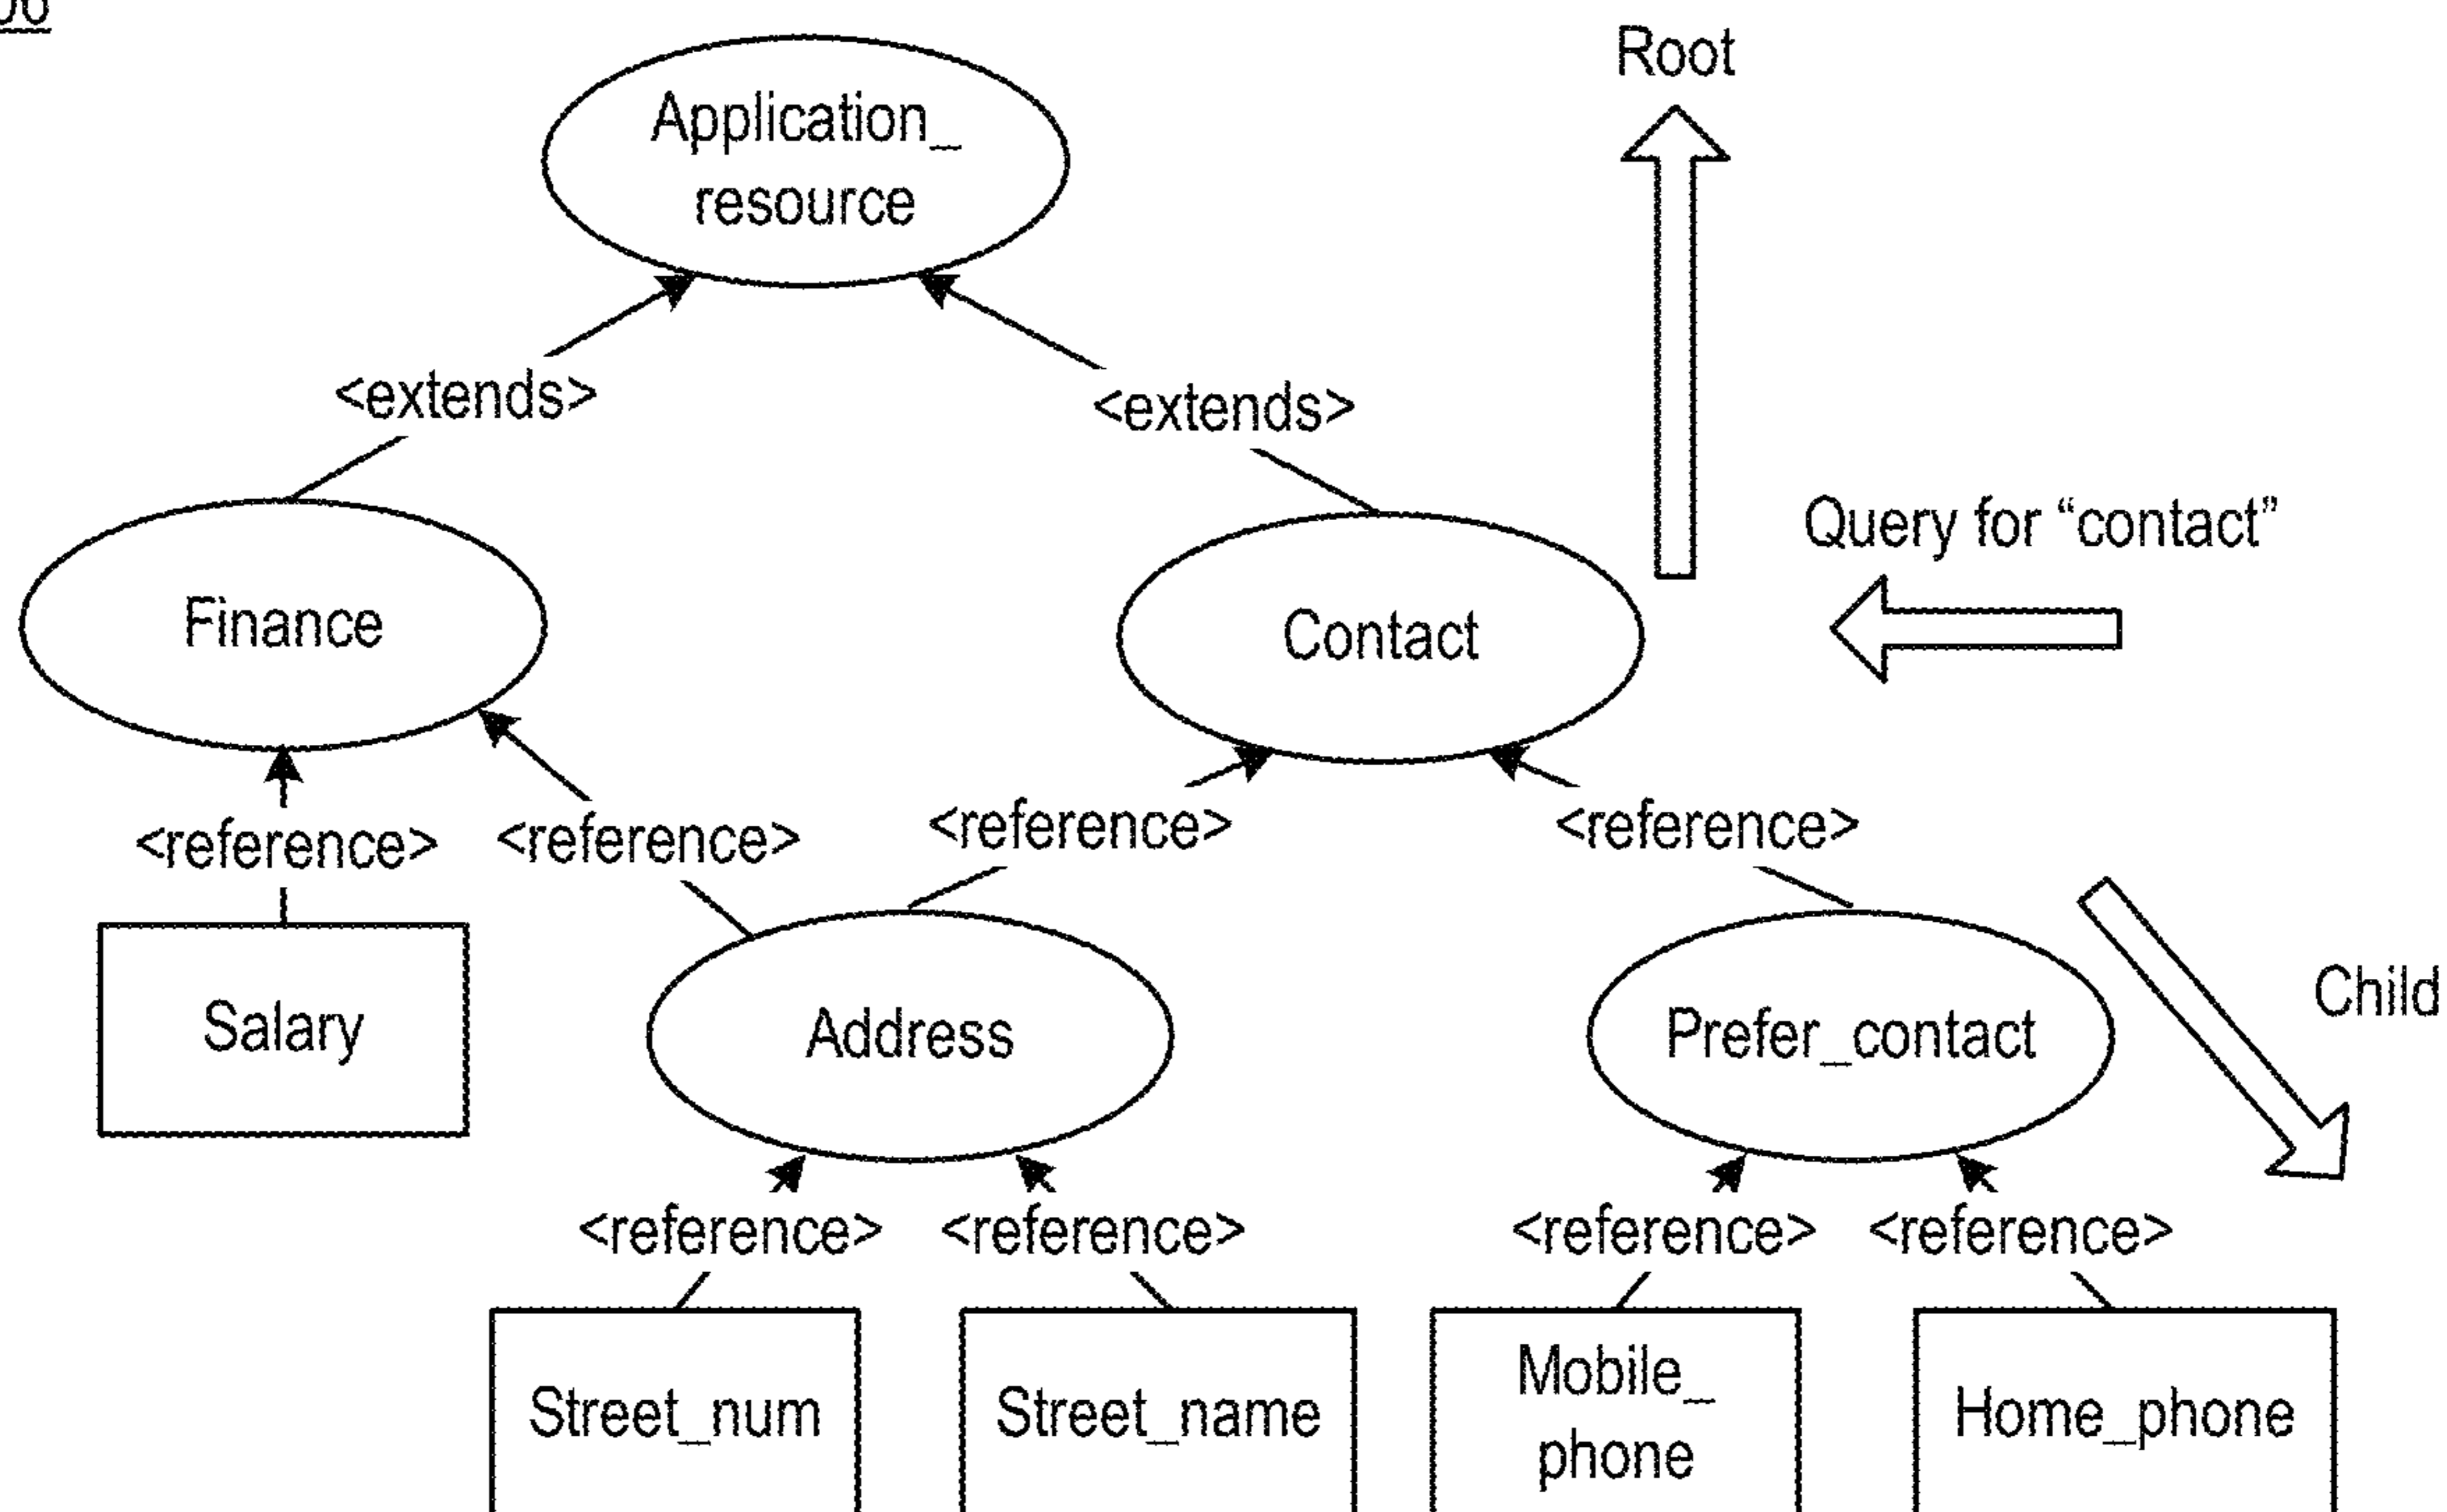 Root
Application_
resource
<extends>
<extends>
Query for “contact”
Finance
Contact
<reference>
<reference>
<reference>
<reference>
Child
Salary
Address
Prefer_contact
<reference>
<reference>
<reference>
<reference>
Street_num
Street_name
Mobile_
phone
Home_phone